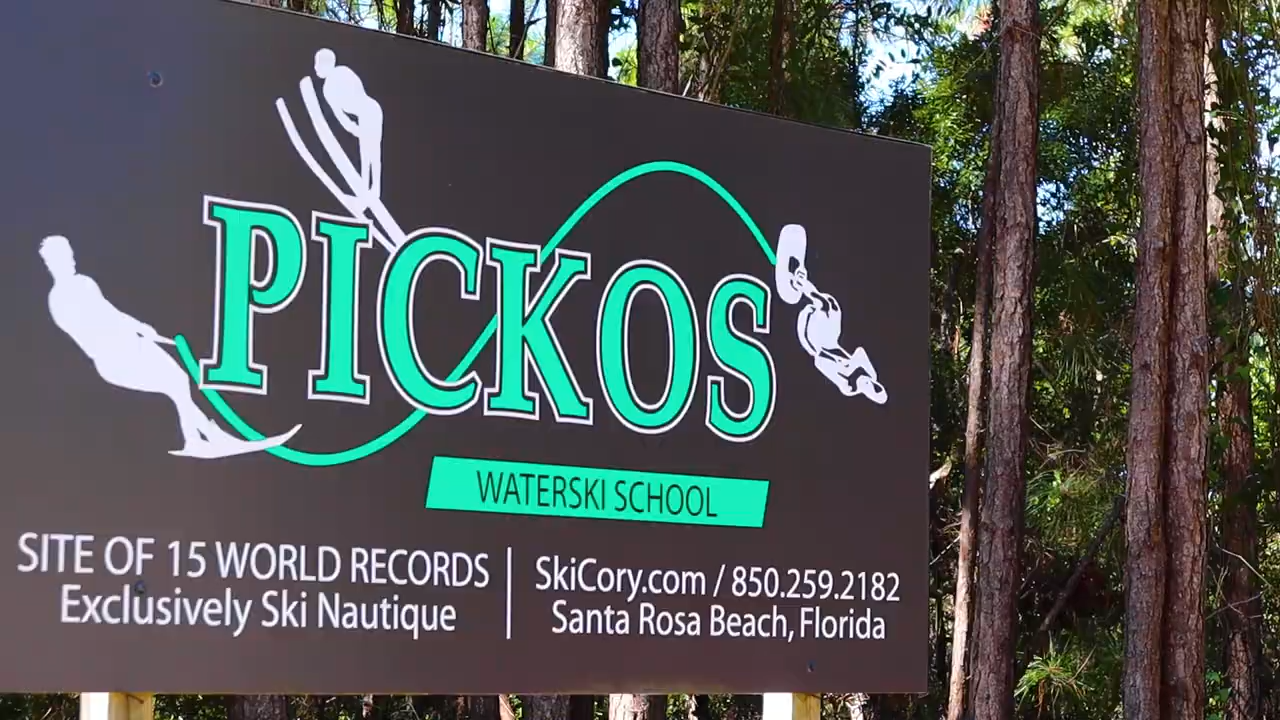 PICKOS
WATERSKI SCHOOL
SITE OF 15 WORLD RECORDS
Exclusively Ski Nautique
SkiCory.com / 850.259.2182
Santa Rosa Beach, Florida